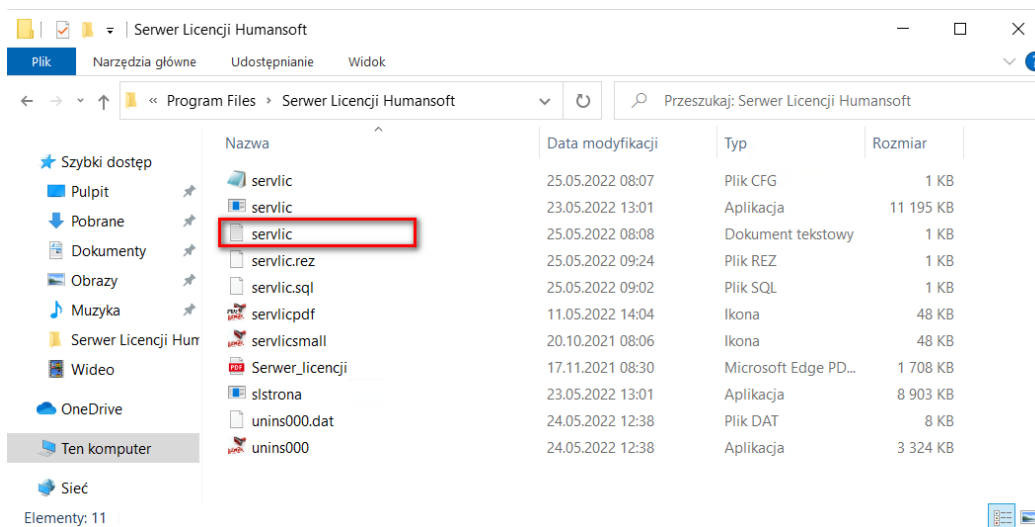 Serwer Licencji Humansoft
Plik Narzędzia główne Udostępnianie Widok
« Program Files › Serwer Licencji Humansoft Przeszukaj: Serwer Licencji Humansoft
Nazwa Data modyfikacji Typ Rozmiar
Szybki dostęp
Pulpit
Pobrane
Dokumenty
Obrazy
Muzyka
Serwer Licencji Hum
Wideo
OneDrive
Ten komputer
Sieć
servlic 25.05.2022 08:07 Plik CFG 1 KB
servlic 23.05.2022 13:01 Aplikacja 11 195 KB
servlic 25.05.2022 08:08 Dokument tekstowy 1 KB
servlic.rez 25.05.2022 09:24 Plik REZ 1 KB
servlic.sql 25.05.2022 09:02 Plik SQL 1 KB
servlicpdf 11.05.2022 14:04 Ikona 48 KB
servlicsmall 20.10.2021 08:06 Ikona 48 KB
Serwer_licencji 17.11.2021 08:30 Microsoft Edge PD... 1 708 KB
slstrona 23.05.2022 13:01 Aplikacja 8 903 KB
unins000.dat 24.05.2022 12:38 Plik DAT 8 KB
unins000 24.05.2022 12:38 Aplikacja 3 324 KB
Elementy: 11